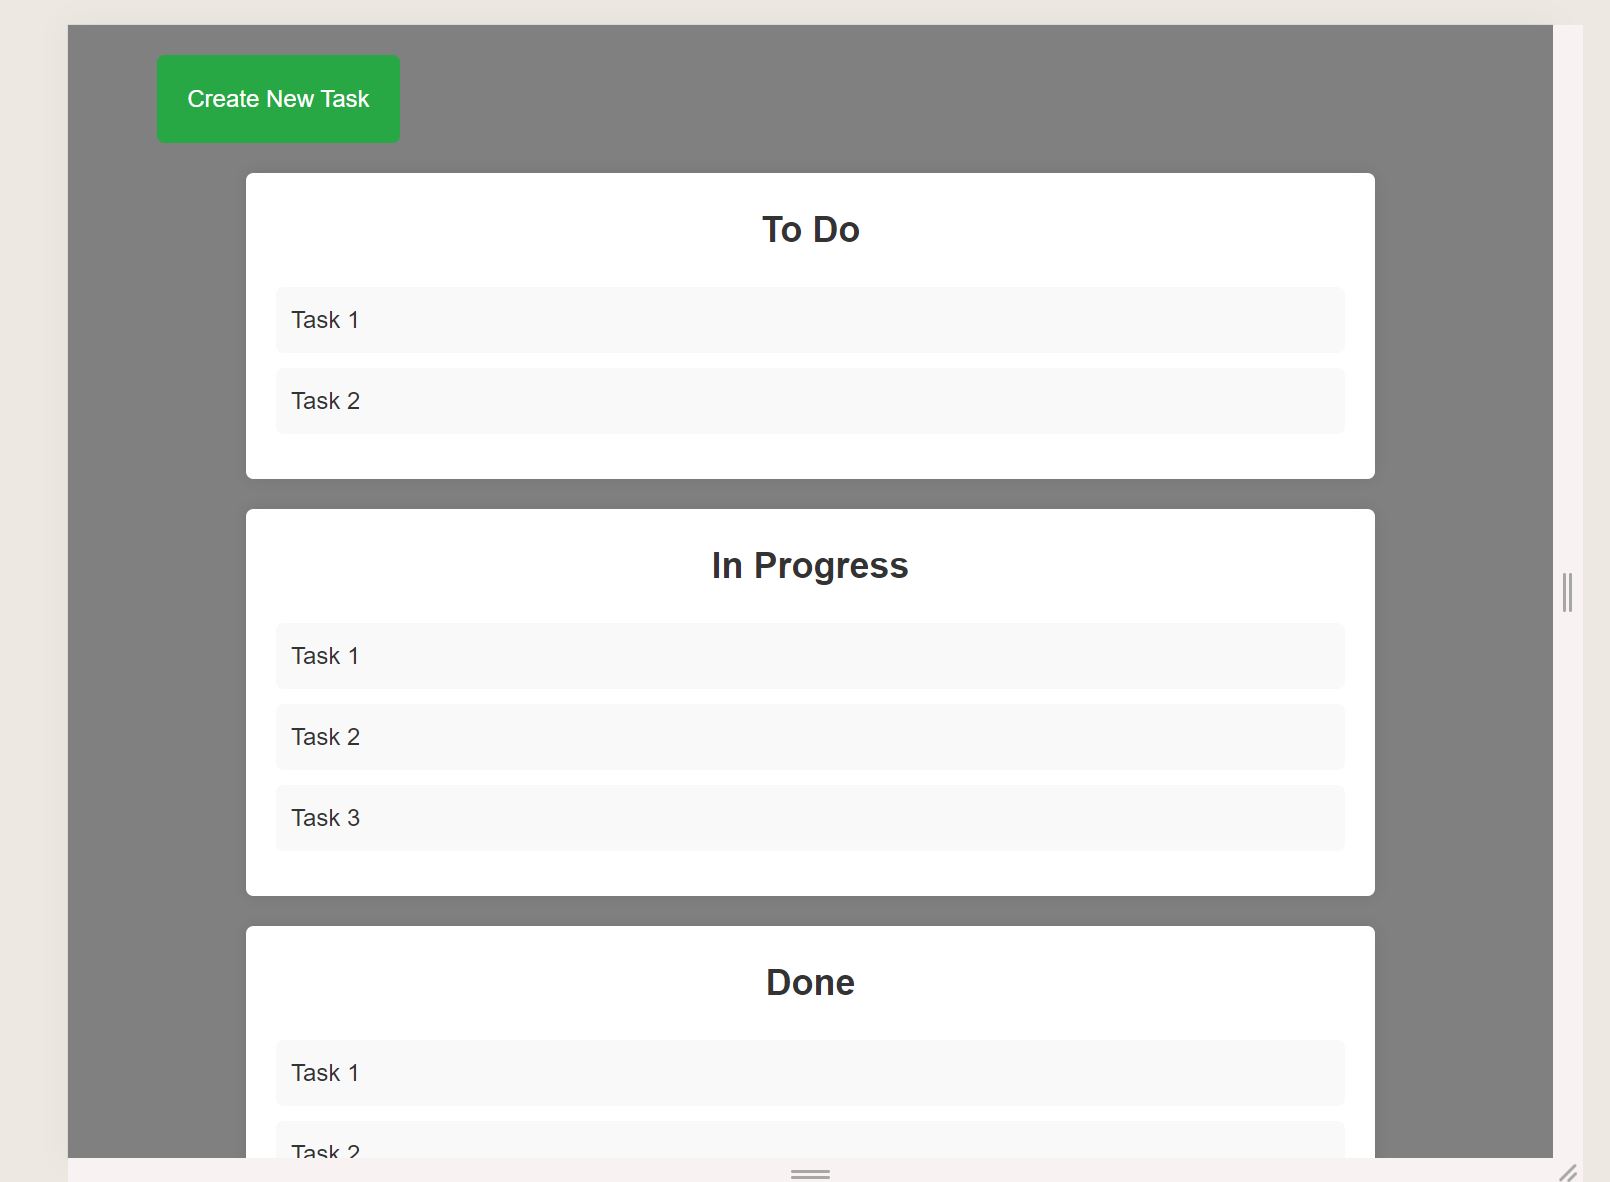 Create New Task
To Do
Task 1
Task 2
In Progress
Task 1
Task 2
Task 3
Done
Task 1
Task 2